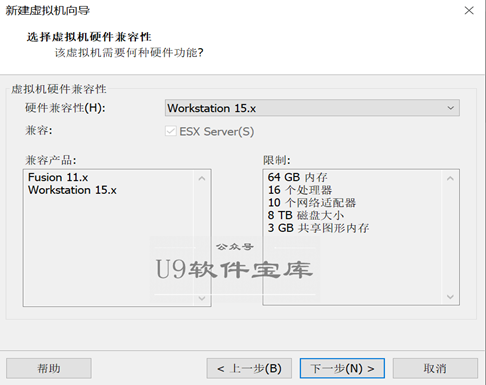 新建虚拟机向导
选择虚拟机硬件兼容性
该虚拟机需要何种硬件功能?
虚拟机硬件兼容性
硬件兼容性(H):
Workstation 15.x
兼容:
ESX Server(S)
兼容产品:
Fusion 11.x
Workstation 15.x
限制:
64 GB 内存
16 个处理器
10 个网络适配器
8 TB 磁盘大小
3 GB 共享图形内存
公众号
U9软件宝库
帮助
< 上一步(B)
下一步(N) >
取消